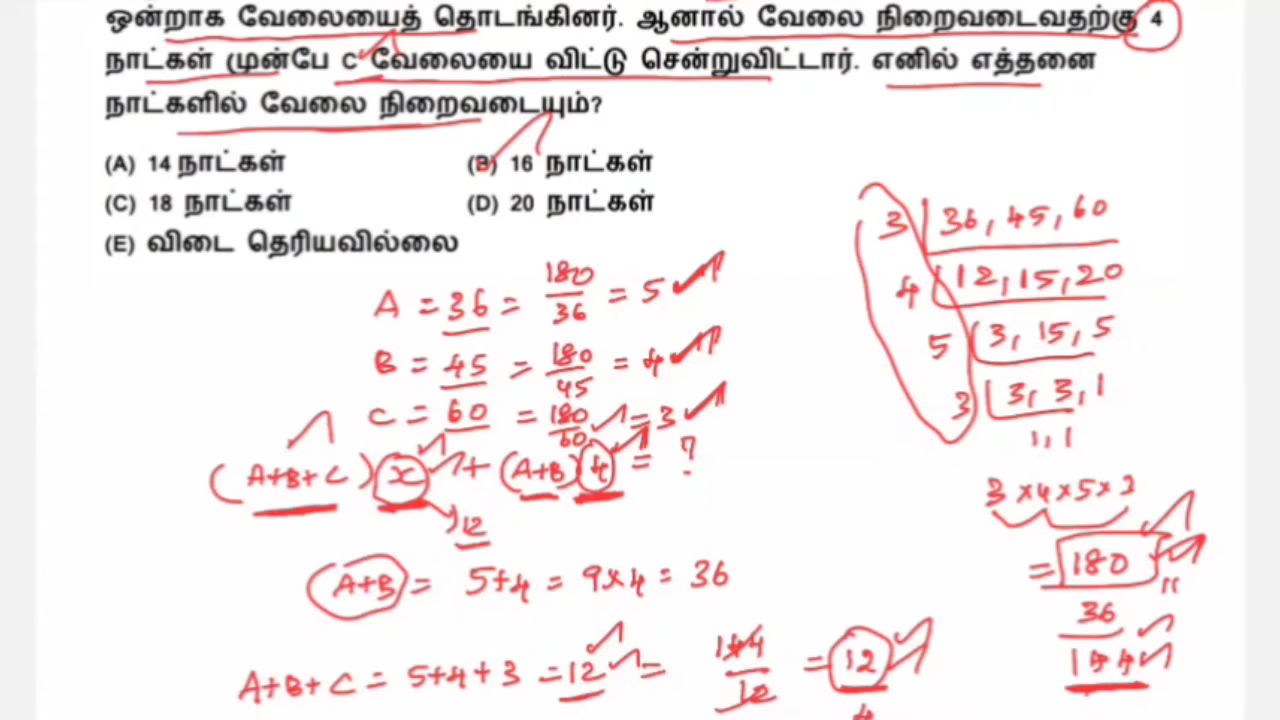 ஒன்றாக வேலையைத் தொடங்கினர். ஆனால் வேலை நிறைவடைவதற்கு 4
நாட்கள் முன்பே C வேலையை விட்டு சென்றுவிட்டார். எனில் எத்தனை
நாட்களில் வேலை நிறைவடையும்?
(A) 14 நாட்கள் (B) 16 நாட்கள்
(C) 18 நாட்கள் (D) 20 நாட்கள்
(E) விடை தெரியவில்லை
A = 36 = 180/36 = 5
B = 45 = 180/45 = 4
C = 60 = 180/60 = 3
(A+B+C) x + (A+B) 4 = ?
12
A+B = 5+4 = 9×4 = 36
A+B+C = 5+4+3 = 12 = 144/12 = 12
4
3 | 36, 45, 60
4 | 12, 15, 20
5 | 3, 15, 5
3 | 3, 3, 1
1, 1
3×4×5×3
= 180
36
144